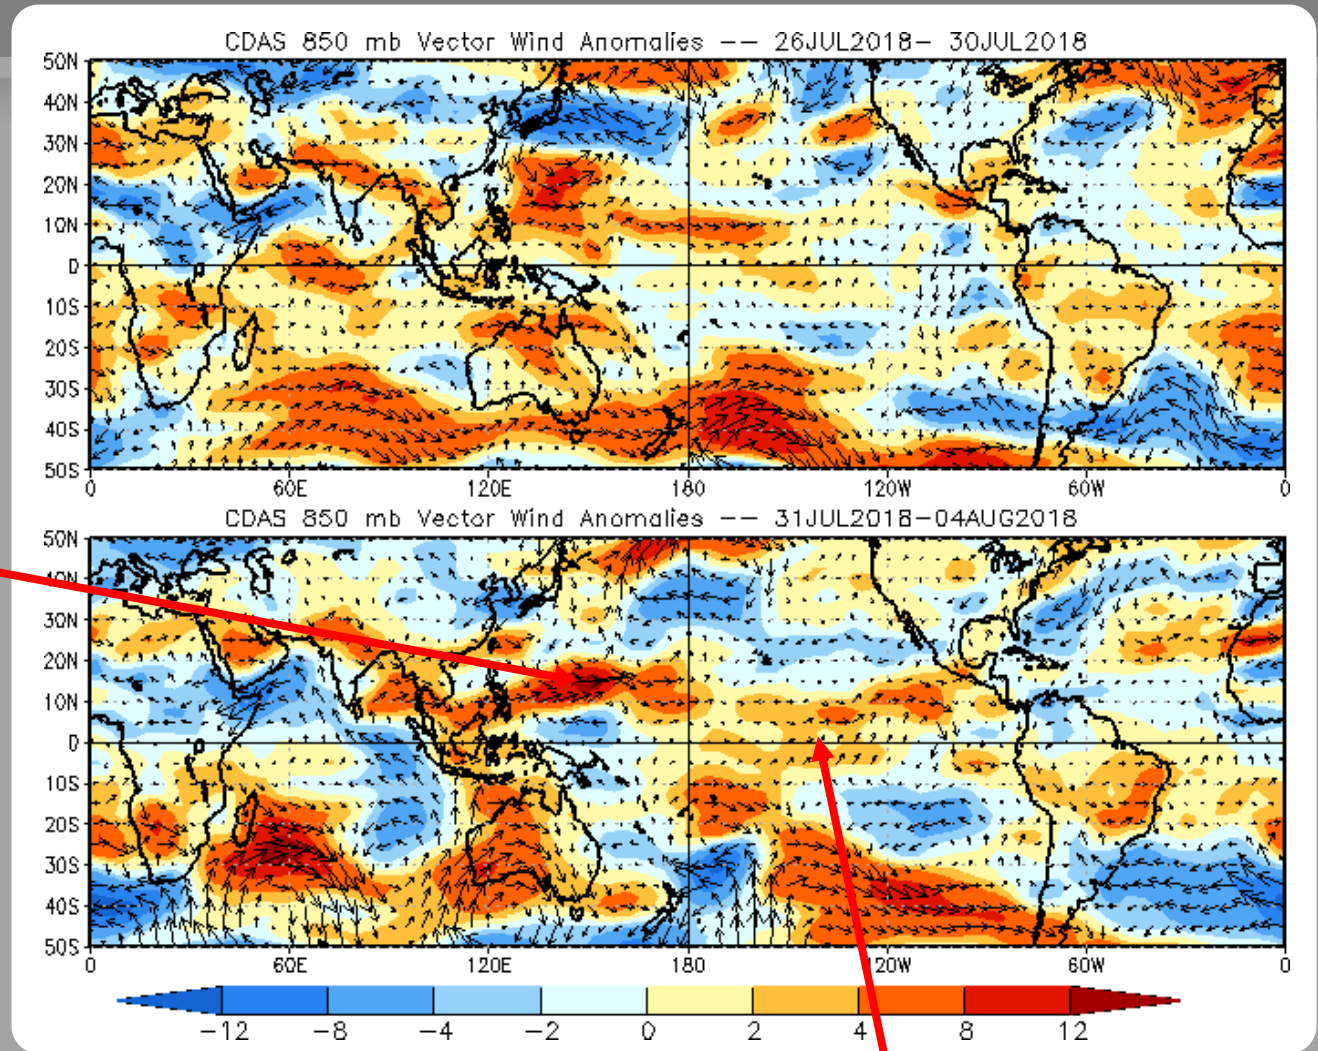 CDAS 850 mb Vector Wind Anomalies -- 26JUL2018- 30JUL2018
50N
40N
30N
20N
10N
0
10S
20S
30S
40S
50S
0 60E 120E 180 120W 60W 0
CDAS 850 mb Vector Wind Anomalies -- 31JUL2018-04AUG2018
50N
40N
30N
20N
10N
0
10S
20S
30S
40S
50S
0 60E 120E 180 120W 60W 0
-12 -8 -4 -2 0 2 4 8 12